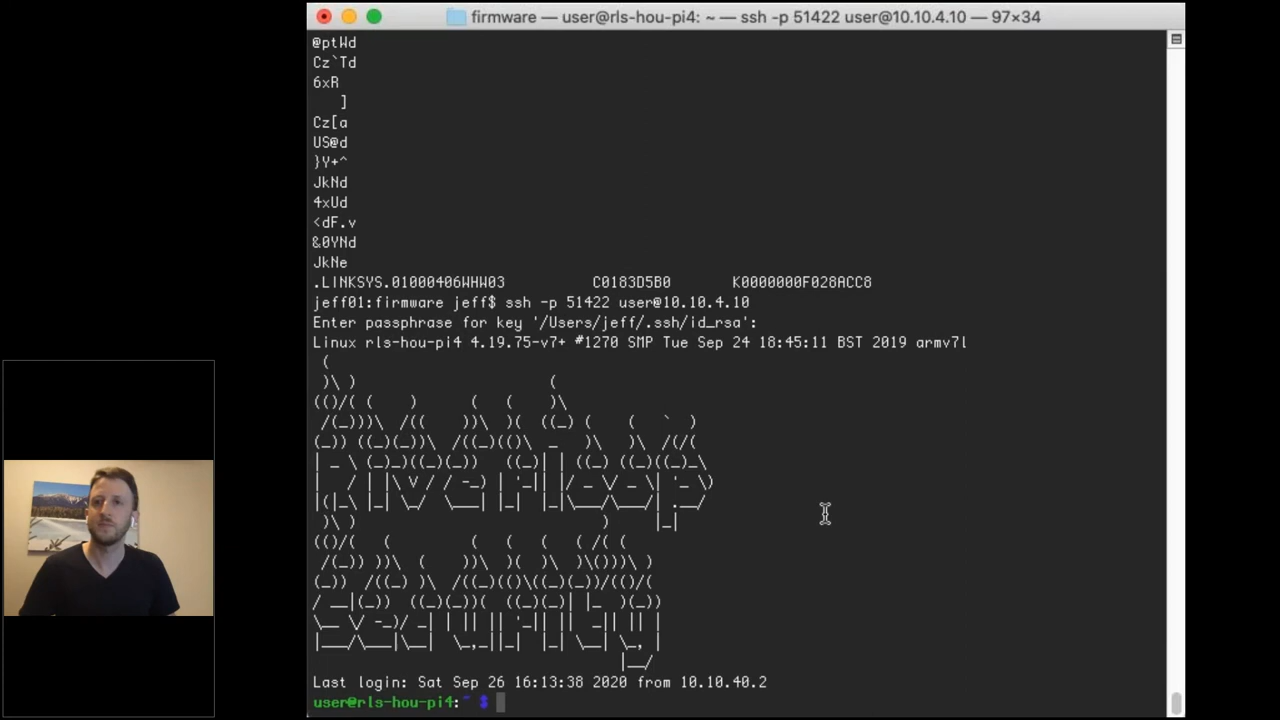 firmware — user@rls-hou-pi4: ~ — ssh -p 51422 user@10.10.4.10 — 97×34
@ptWd
Cz`Td
6xR
]
Cz[a
US@d
}Y+^
JkNd
4xUd
<dF.v
&0YNd
JkNe
.LINKSYS.01000406WHW03 C0183D5B0 K0000000F028ACC8
jeff01:firmware jeff$ ssh -p 51422 user@10.10.4.10
Enter passphrase for key '/Users/jeff/.ssh/id_rsa':
Linux rls-hou-pi4 4.19.75-v7+ #1270 SMP Tue Sep 24 18:45:11 BST 2019 armv7l
River loop
Security
Last login: Sat Sep 26 16:13:38 2020 from 10.10.40.2
user@rls-hou-pi4:~ $